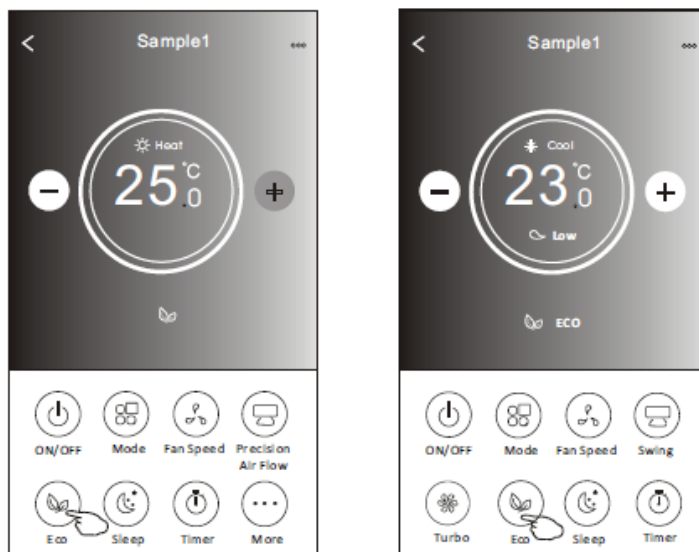 Sample1
Heat
25.0 °C
ON/OFF Mode Fan Speed Precision Air Flow
Eco Sleep Timer More
Sample1
Cool
23.0 °C
Low
ECO
ON/OFF Mode Fan Speed Swing
Turbo Eco Sleep Timer